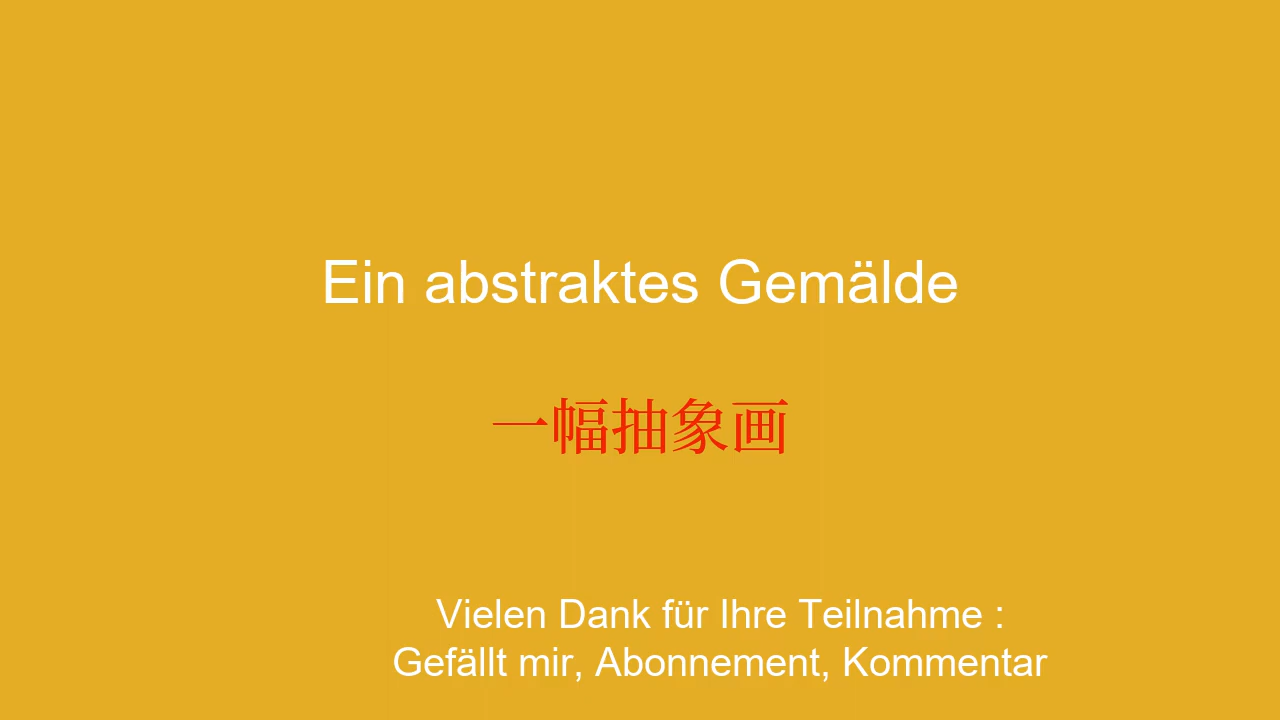 Ein abstraktes Gemälde
一幅抽象画
Vielen Dank für Ihre Teilnahme :
Gefällt mir, Abonnement, Kommentar